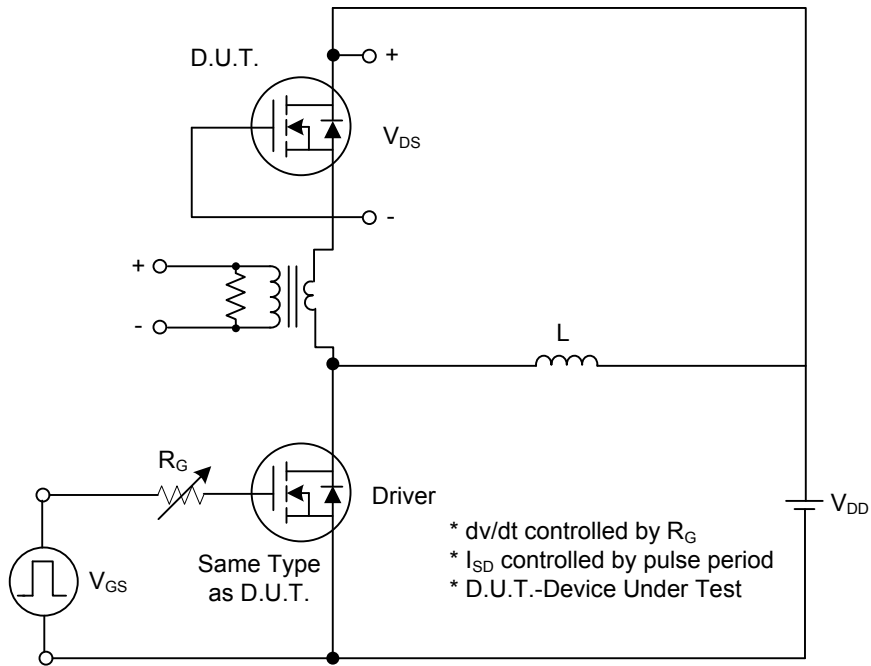 D.U.T.
+
V_DS
-
+
-
L
R_G
Driver
V_DD
* dv/dt controlled by R_G
* I_SD controlled by pulse period
* D.U.T.-Device Under Test
Same Type
as D.U.T.
V_GS